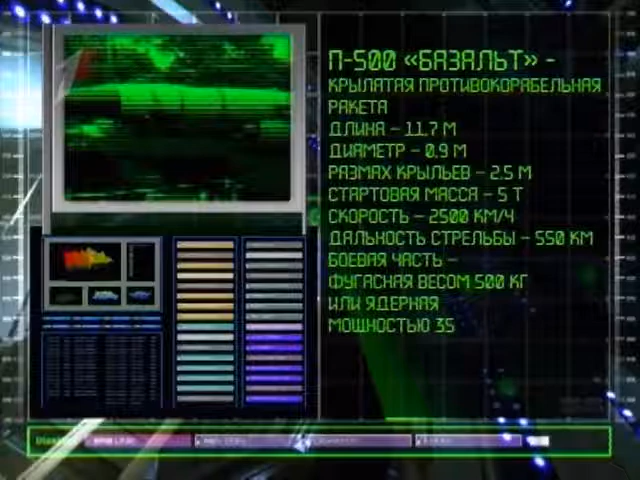 П-500 «БАЗАЛЬТ» -
КРЫЛАТАЯ ПРОТИВОКОРАБЕЛЬНАЯ
РАКЕТА
ДЛИНА – 11.7 М
ДИАМЕТР – 0.9 М
РАЗМАХ КРЫЛЬЕВ – 2.5 М
СТАРТОВАЯ МАССА – 5 Т
СКОРОСТЬ – 2500 КМ/Ч
ДАЛЬНОСТЬ СТРЕЛЬБЫ – 550 КМ
БОЕВАЯ ЧАСТЬ –
ФУГАСНАЯ ВЕСОМ 500 КГ
ИЛИ ЯДЕРНАЯ
МОЩНОСТЬЮ 35